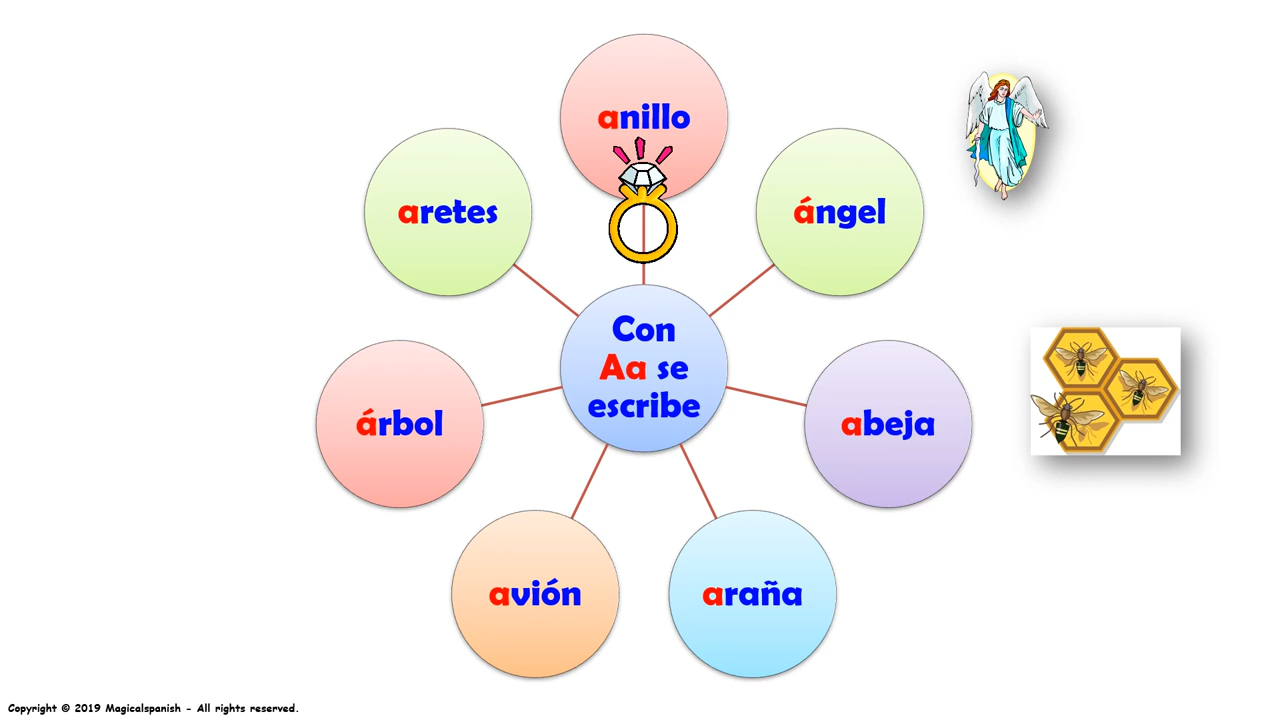 anillo
ángel
abeja
araña
avión
árbol
aretes
Con
Aa se
escribe
Copyright © 2019 Magicalspanish - All rights reserved.